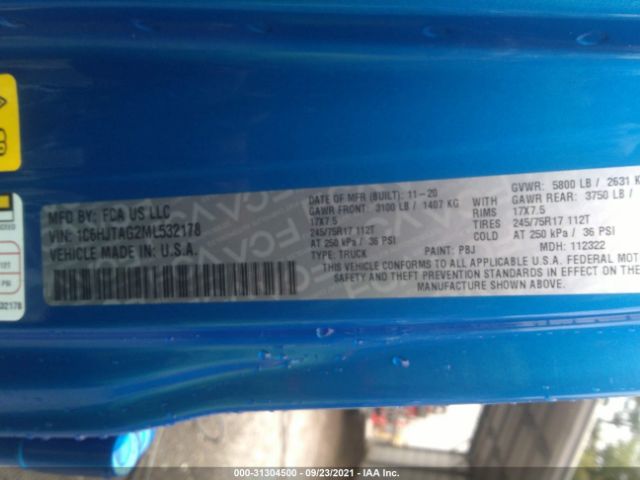 MFD BY: FCA US LLC
VIN: 1C6HJTAG2ML532178
VEHICLE MADE IN: U.S.A.
DATE OF MFR (BUILT): 11-20
GAWR FRONT: 3100 LB / 1407 KG
17X7.5
245/75R17 112T
AT 250 kPa / 36 PSI
TYPE: TRUCK
PAINT: PBJ
WITH
RIMS
TIRES
COLD
GVWR: 5800 LB / 2631 K
GAWR REAR: 3750 LB /
17X7.5
245/75R17 112T
AT 250 kPa / 36 PSI
MDH: 112322
THIS VEHICLE CONFORMS TO ALL APPLICABLE U.S.A. FEDERAL MOT
SAFETY AND THEFT PREVENTION STANDARDS IN EFFECT ON THE DA
MANUFACTURE SHOWN ABOVE.
12T
PSI
32178
000-31304500 - 09/23/2021 - IAA Inc.